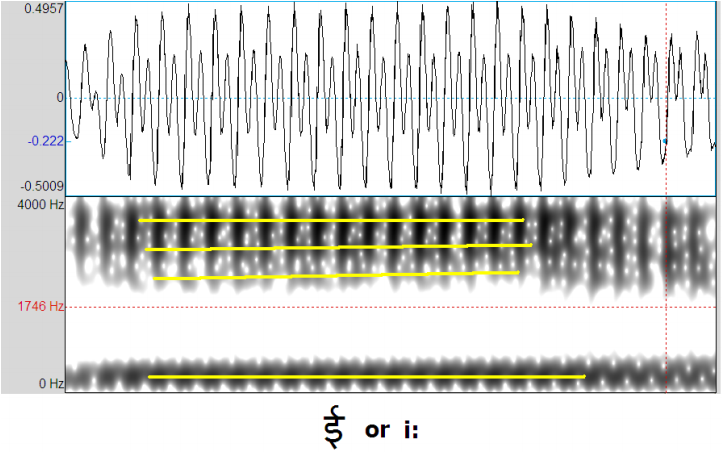 0.4957
0
-0.222
-0.5009
4000 Hz
1746 Hz
0 Hz
ई or i: